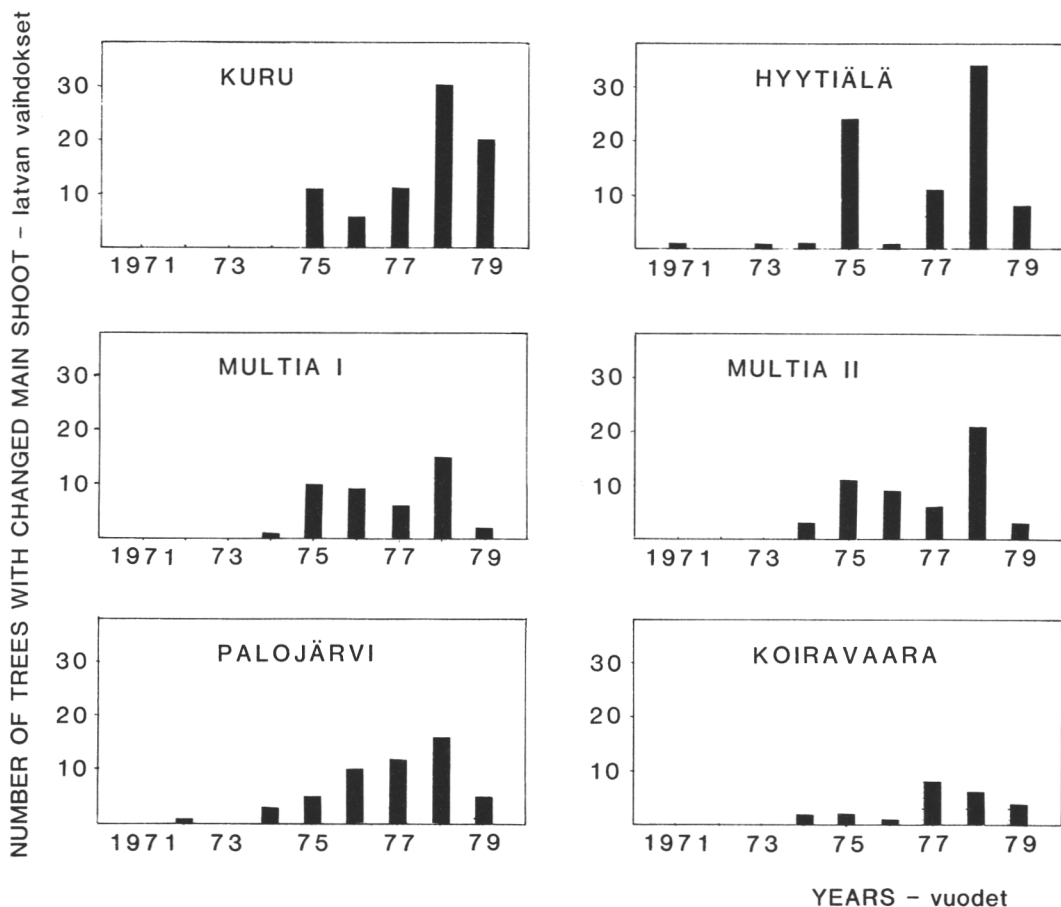 NUMBER OF TREES WITH CHANGED MAIN SHOOT – latvan vaihdokset
KURU
30
20
10
1971 73 75 77 79
HYYTIÄLÄ
30
20
10
1971 73 75 77 79
MULTIA I
30
20
10
1971 73 75 77 79
MULTIA II
30
20
10
1971 73 75 77 79
PALOJÄRVI
30
20
10
1971 73 75 77 79
KOIRAVAARA
30
20
10
1971 73 75 77 79
YEARS – vuodet